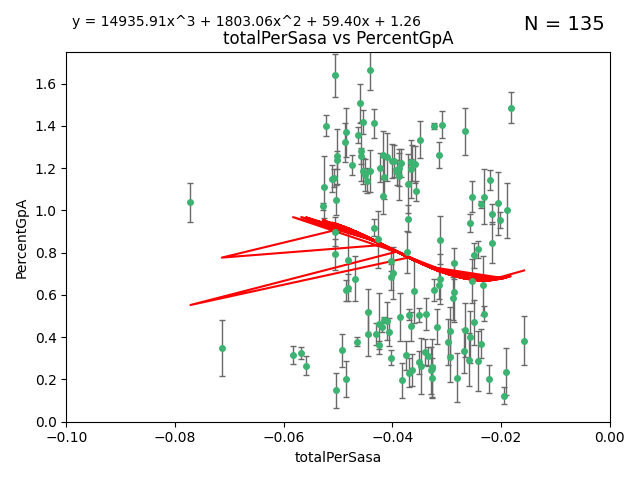 y = 14935.91x^3 + 1803.06x^2 + 59.40x + 1.26
N = 135
totalPerSasa vs PercentGpA
PercentGpA
1.6
1.4
1.2
1.0
0.8
0.6
0.4
0.2
0.0
−0.10 −0.08 −0.06 −0.04 −0.02 0.00
totalPerSasa